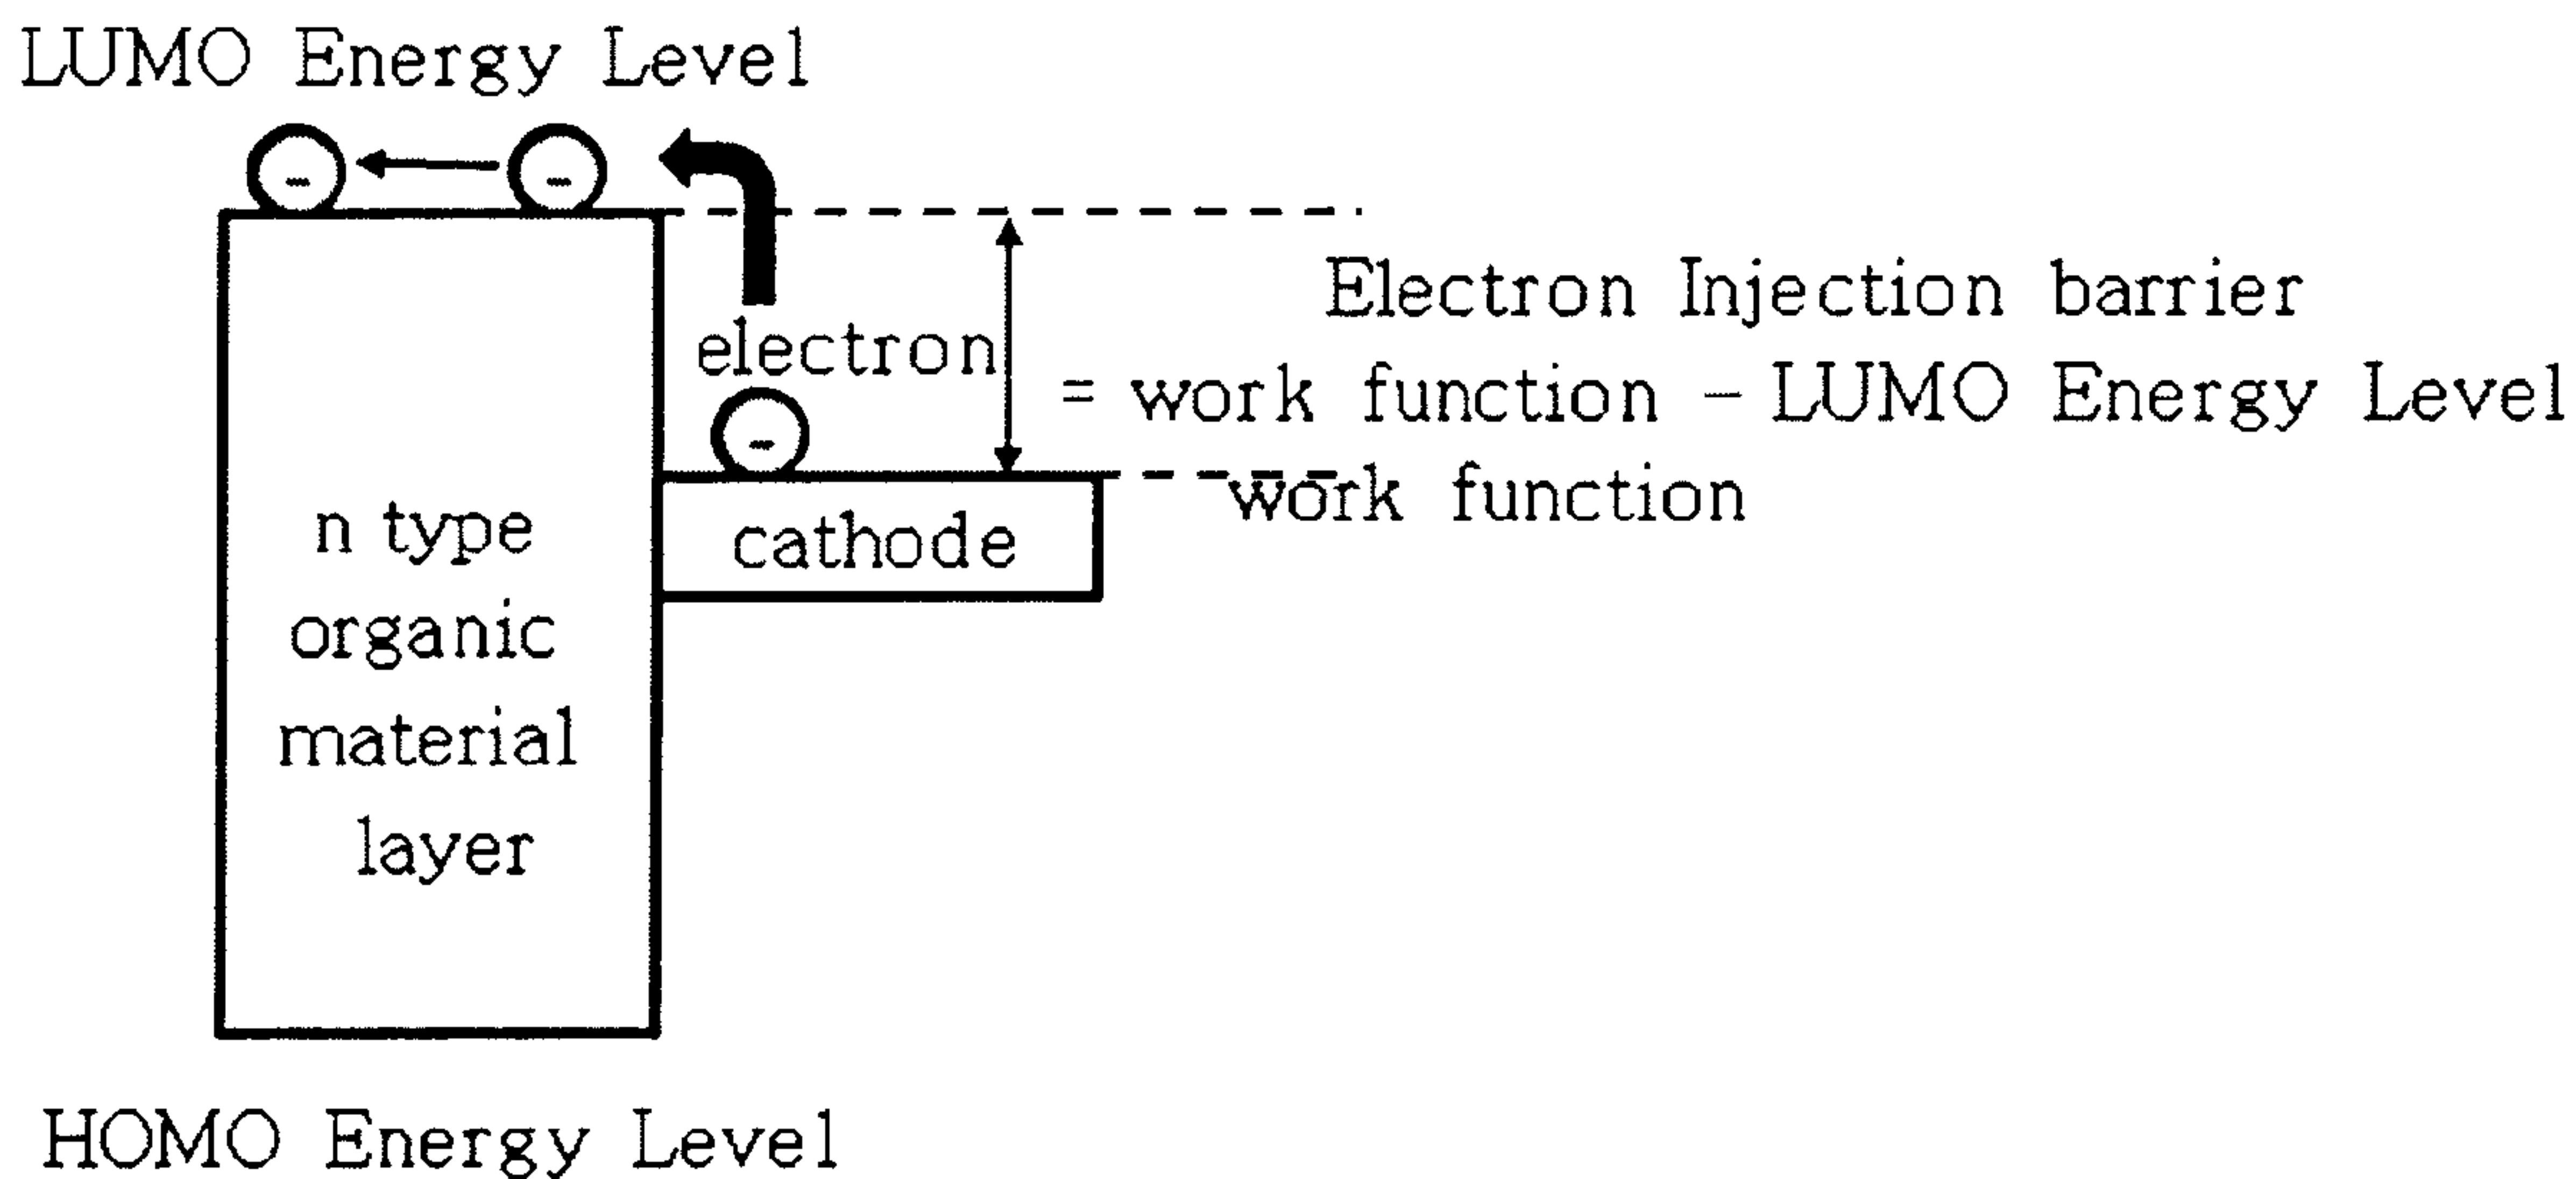 LUMO Energy Level
-
-
Electron Injection barrier
electron
= work function - LUMO Energy Level
-
work function
n type
organic
material
layer
cathode
HOMO Energy Level